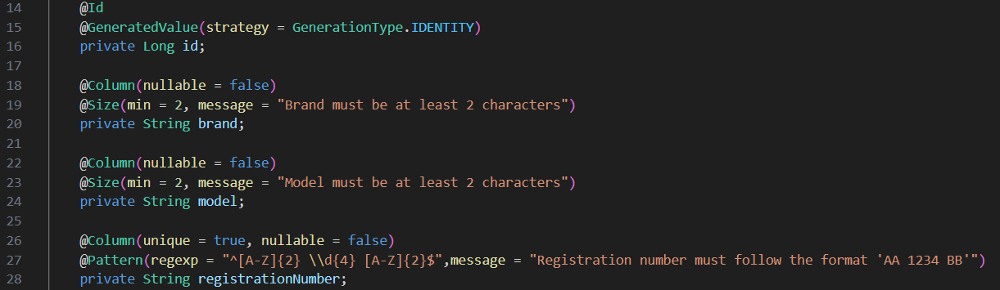 14 @Id
15 @GeneratedValue(strategy = GenerationType.IDENTITY)
16 private Long id;
17
18 @Column(nullable = false)
19 @Size(min = 2, message = "Brand must be at least 2 characters")
20 private String brand;
21
22 @Column(nullable = false)
23 @Size(min = 2, message = "Model must be at least 2 characters")
24 private String model;
25
26 @Column(unique = true, nullable = false)
27 @Pattern(regexp = "^[A-Z]{2} \\d{4} [A-Z]{2}$",message = "Registration number must follow the format 'AA 1234 BB'")
28 private String registrationNumber;